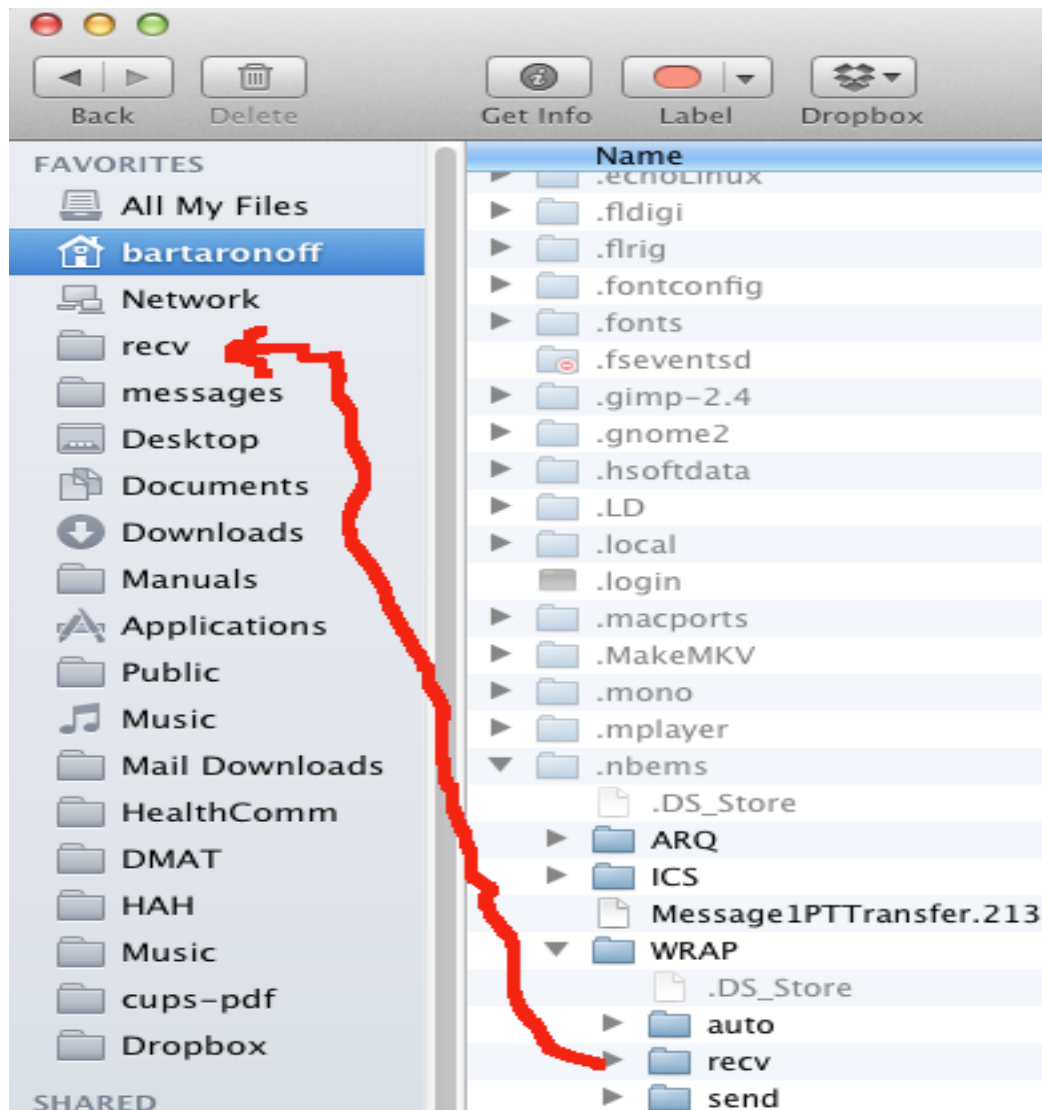 Back
Delete
Get Info
Label
Dropbox
FAVORITES
All My Files
bartaronoff
Network
recv
messages
Desktop
Documents
Downloads
Manuals
Applications
Public
Music
Mail Downloads
HealthComm
DMAT
HAH
Music
cups-pdf
Dropbox
SHARED
Name
.echoLinux
.fldigi
.flrig
.fontconfig
.fonts
.fseventsd
.gimp-2.4
.gnome2
.hsoftdata
.LD
.local
.login
.macports
.MakeMKV
.mono
.mplayer
.nbems
.DS_Store
ARQ
ICS
Message1PTTransfer.213
WRAP
.DS_Store
auto
recv
send